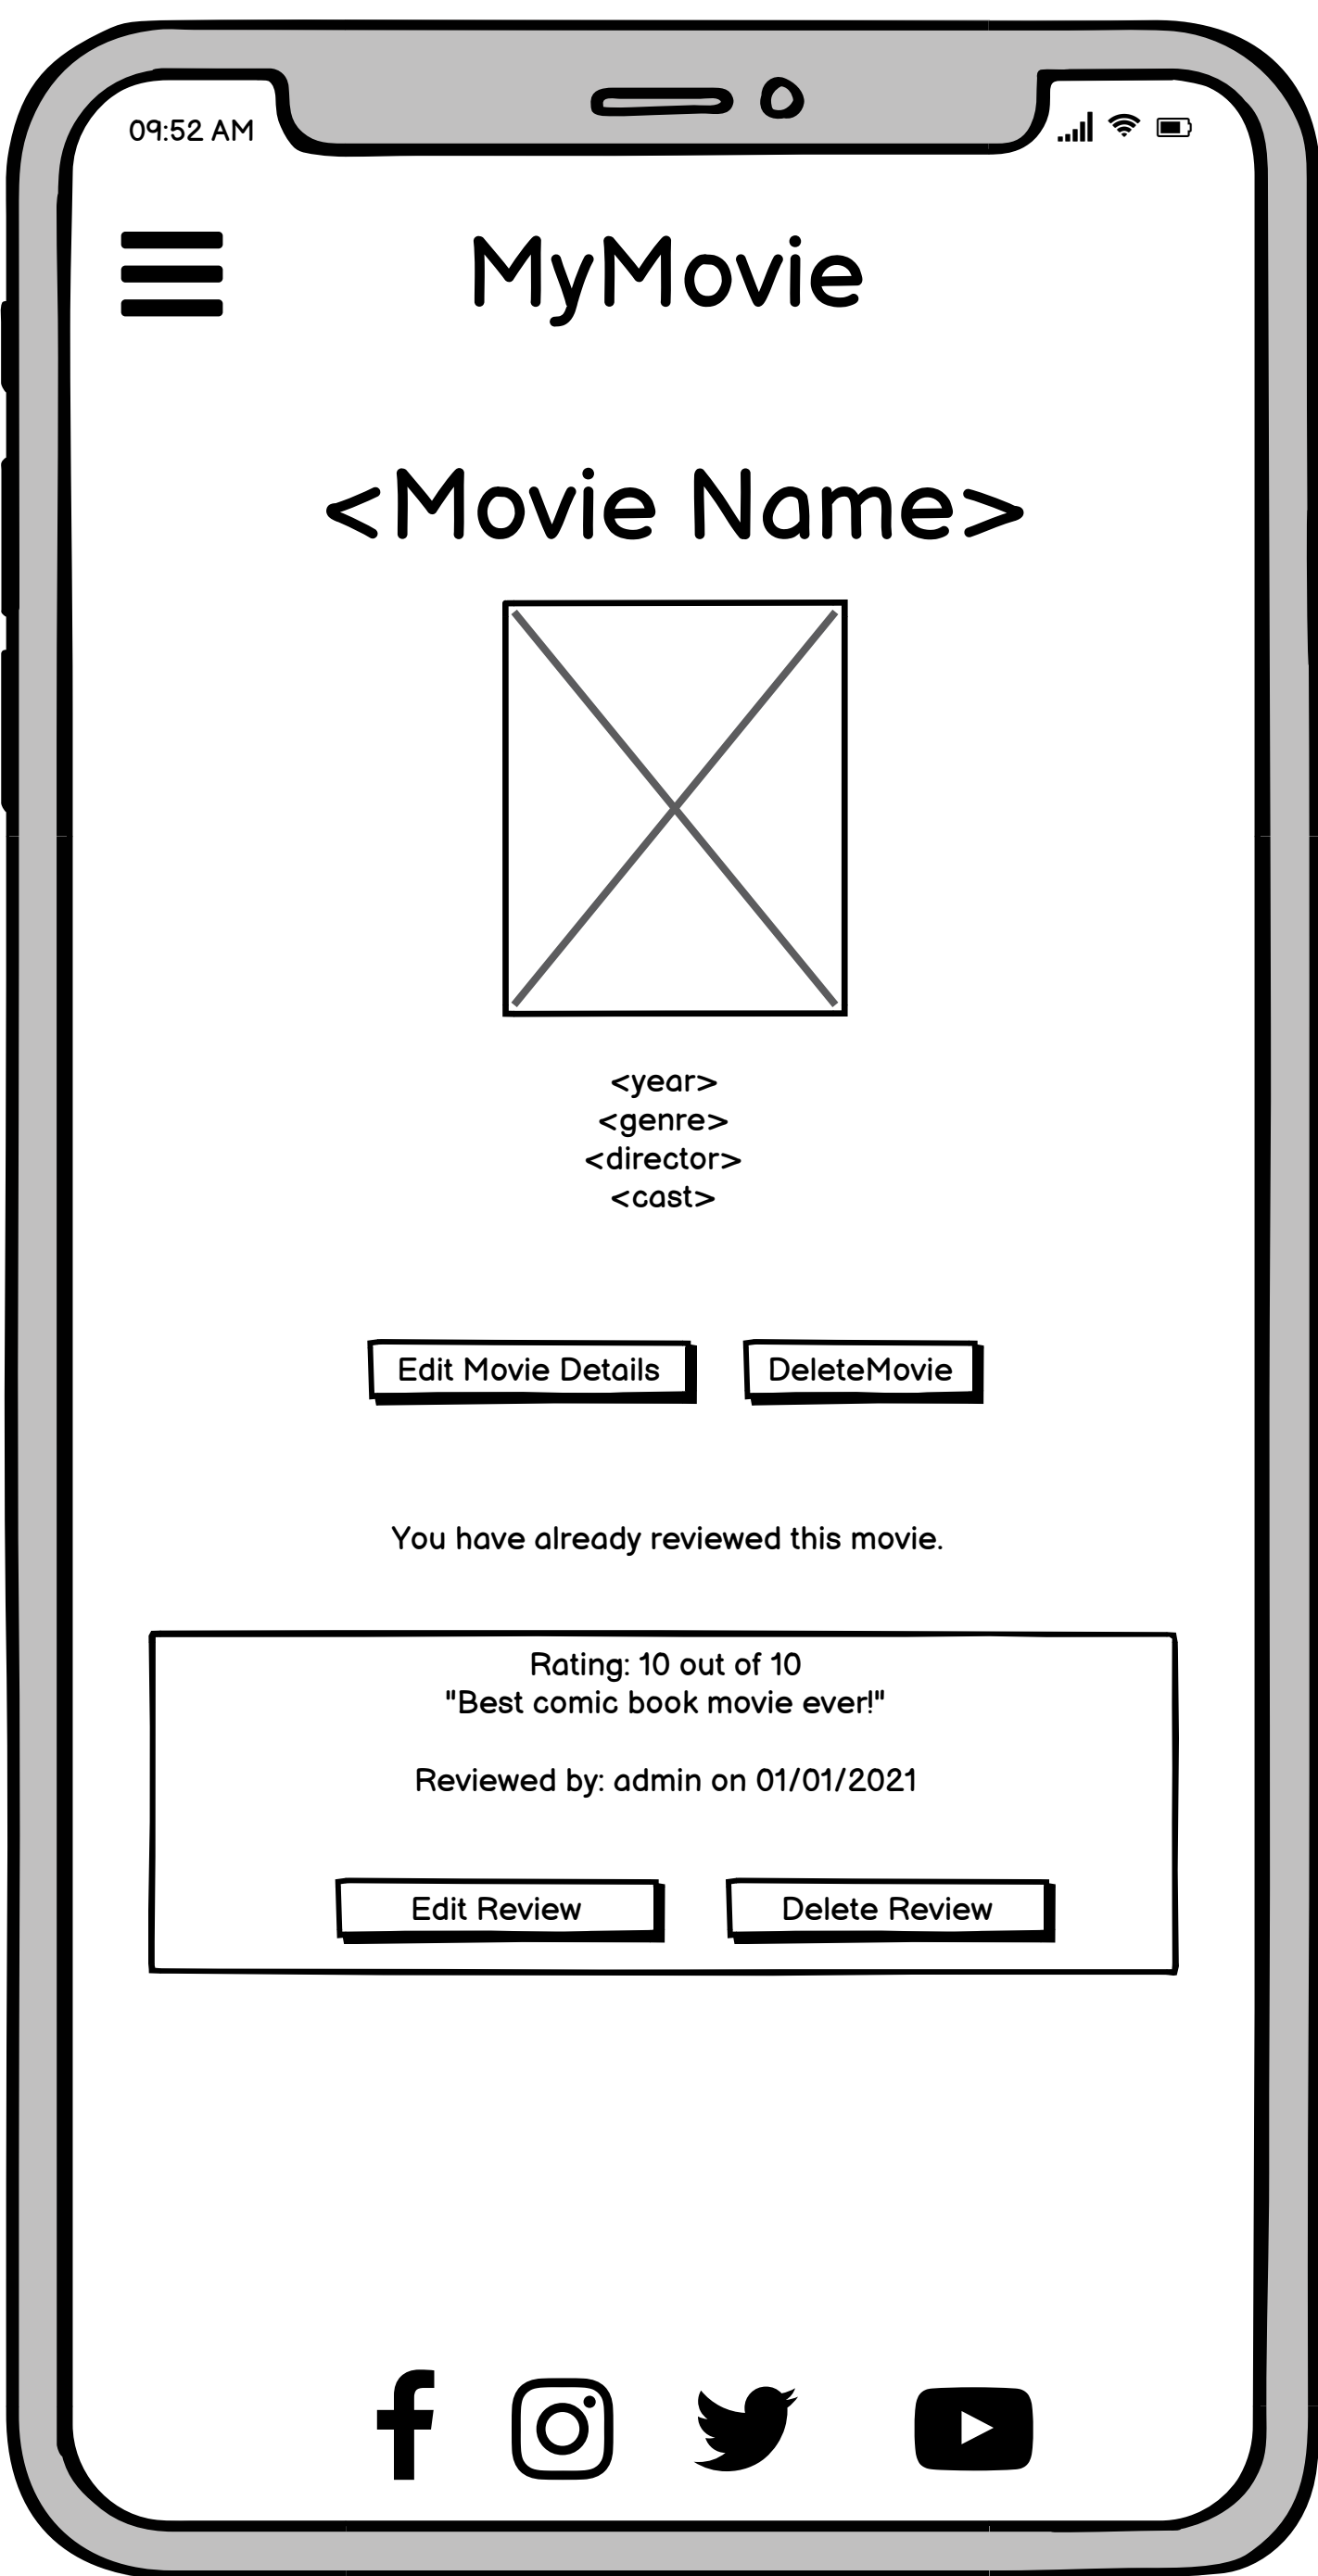 09:52 AM
MyMovie
<Movie Name>
<year>
<genre>
<director>
<cast>
Edit Movie Details
DeleteMovie
You have already reviewed this movie.
Rating: 10 out of 10
"Best comic book movie ever!"
Reviewed by: admin on 01/01/2021
Edit Review
Delete Review